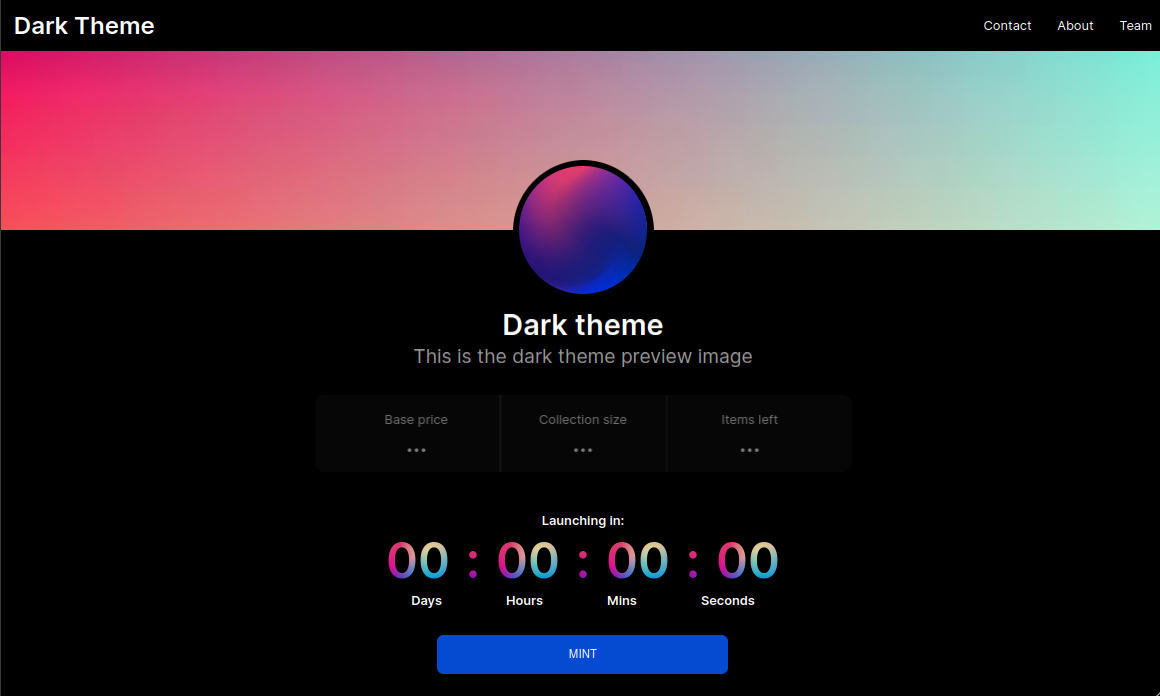 Dark Theme
Contact About Team
Dark theme
This is the dark theme preview image
Base price Collection size Items left
••• ••• •••
Launching in:
00 : 00 : 00 : 00
Days Hours Mins Seconds
MINT